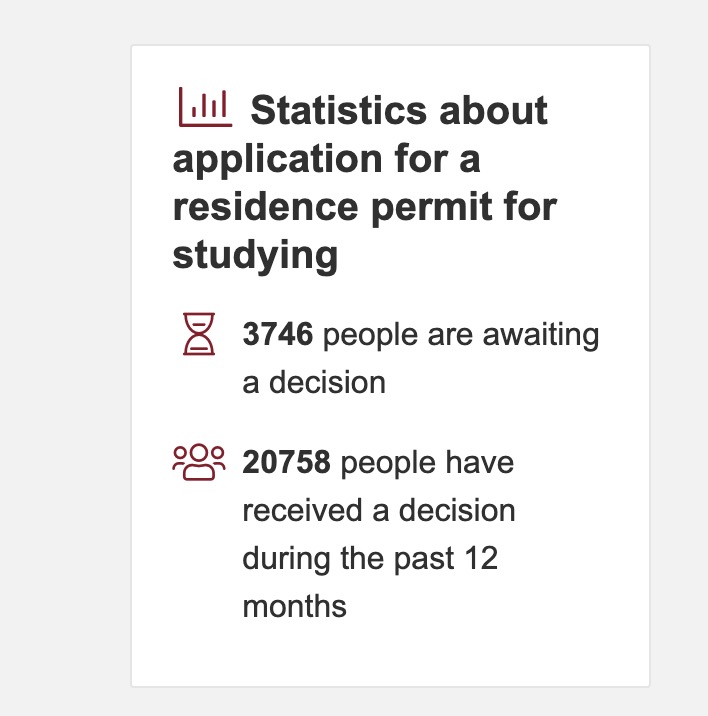 Statistics about
application for a
residence permit for
studying
3746 people are awaiting
a decision
20758 people have
received a decision
during the past 12
months